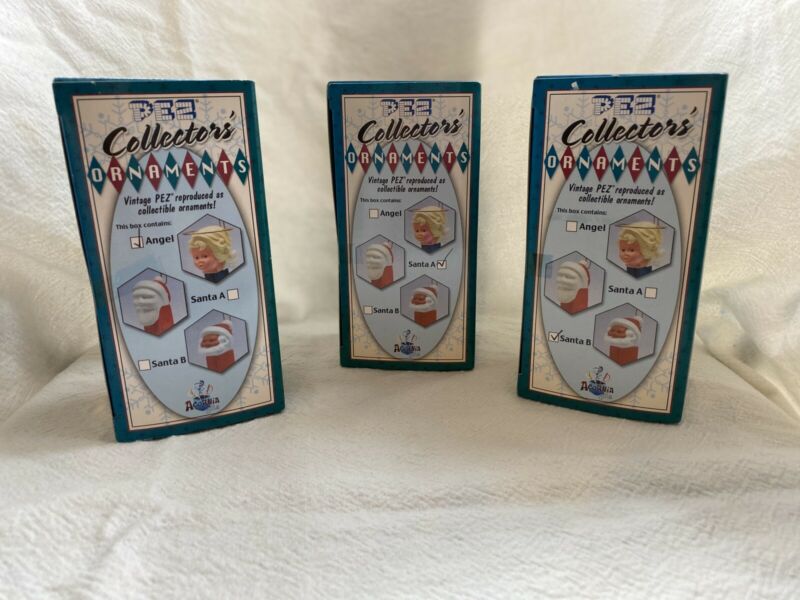 PEZ
Collectors'
ORNAMENTS
Vintage PEZ® reproduced as
collectible ornaments!
This box contains:
Angel
Santa A
Santa B
PEZ
Collectors'
ORNAMENTS
Vintage PEZ® reproduced as
collectible ornaments!
This box contains:
Angel
Santa A
Santa B
PEZ
Collectors'
ORNAMENTS
Vintage PEZ® reproduced as
collectible ornaments!
This box contains:
Angel
Santa A
Santa B